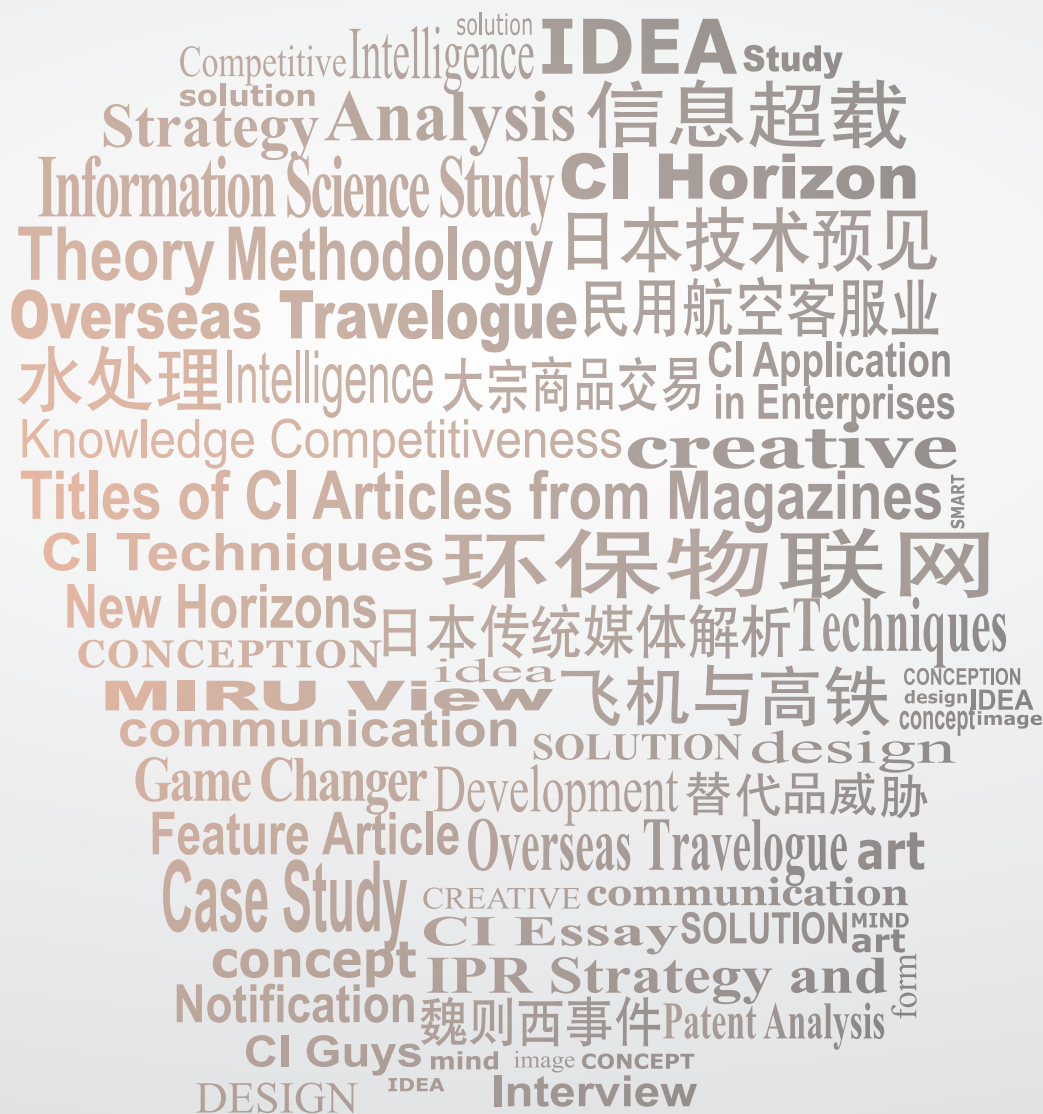 solution
Competitive Intelligence IDEA Study
solution
Strategy Analysis 信息超载
Information Science Study CI Horizon
Theory Methodology 日本技术预见
Overseas Travelogue 民用航空客服业
水处理 Intelligence 大宗商品交易 CI Application
in Enterprises
Knowledge Competitiveness creative
Titles of CI Articles from Magazines SMART
CI Techniques 环保物联网
New Horizons 日本传统媒体解析 Techniques
CONCEPTION idea
MIRU View 飞机与高铁 CONCEPTION
design IDEA
concept image
communication SOLUTION design
Game Changer Development 替代品威胁
Feature Article Overseas Travelogue art
Case Study CREATIVE communication
CI Essay SOLUTION MIND
art
concept IPR Strategy and form
Notification 魏则西事件 Patent Analysis
CI Guys mind image CONCEPT
DESIGN IDEA Interview